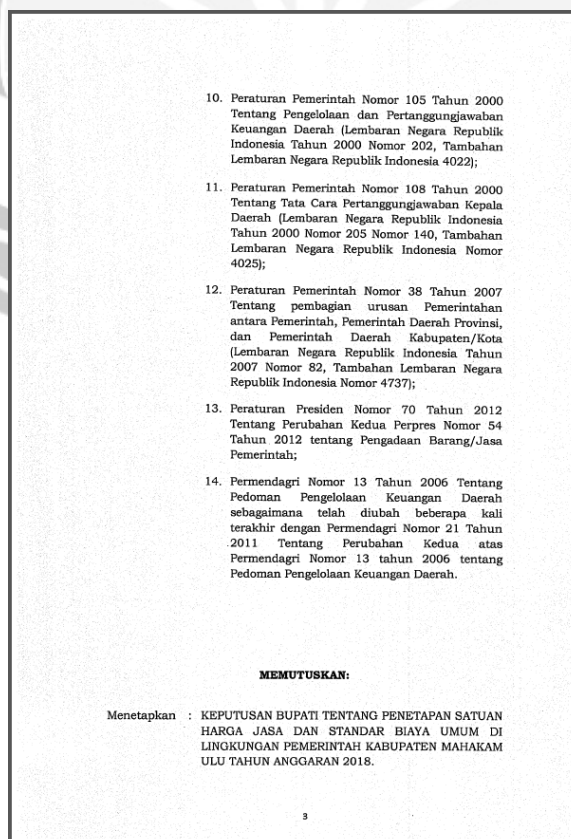 10. Peraturan Pemerintah Nomor 105 Tahun 2000
Tentang Pengelolaan dan Pertanggungjawaban
Keuangan Daerah (Lembaran Negara Republik
Indonesia Tahun 2000 Nomor 202, Tambahan
Lembaran Negara Republik Indonesia 4022);
11. Peraturan Pemerintah Nomor 108 Tahun 2000
Tentang Tata Cara Pertanggungjawaban Kepala
Daerah (Lembaran Negara Republik Indonesia
Tahun 2000 Nomor 205 Nomor 140, Tambahan
Lembaran Negara Republik Indonesia Nomor
4025);
12. Peraturan Pemerintah Nomor 38 Tahun 2007
Tentang pembagian urusan Pemerintahan
antara Pemerintah, Pemerintah Daerah Provinsi,
dan Pemerintah Daerah Kabupaten/Kota
(Lembaran Negara Republik Indonesia Tahun
2007 Nomor 82, Tambahan Lembaran Negara
Republik Indonesia Nomor 4737);
13. Peraturan Presiden Nomor 70 Tahun 2012
Tentang Perubahan Kedua Perpres Nomor 54
Tahun 2012 tentang Pengadaan Barang/Jasa
Pemerintah;
14. Permendagri Nomor 13 Tahun 2006 Tentang
Pedoman Pengelolaan Keuangan Daerah
sebagaimana telah diubah beberapa kali
terakhir dengan Permendagri Nomor 21 Tahun
2011 Tentang Perubahan Kedua atas
Permendagri Nomor 13 tahun 2006 tentang
Pedoman Pengelolaan Keuangan Daerah.
MEMUTUSKAN:
Menetapkan : KEPUTUSAN BUPATI TENTANG PENETAPAN SATUAN
HARGA JASA DAN STANDAR BIAYA UMUM DI
LINGKUNGAN PEMERINTAH KABUPATEN MAHAKAM
ULU TAHUN ANGGARAN 2018.
3